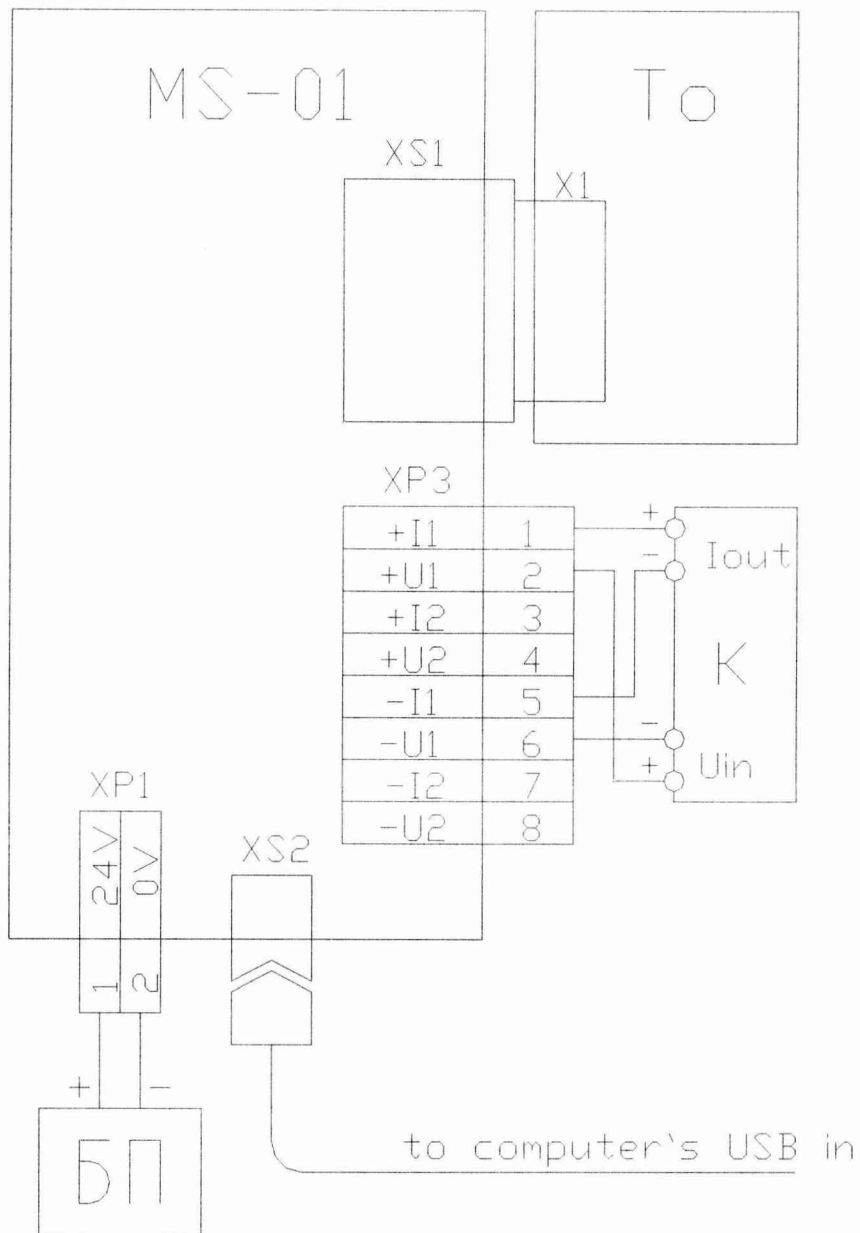 MS-01
To
XS1
X1
XP3
+I1 1
+U1 2
+I2 3
+U2 4
-I1 5
-U1 6
-I2 7
-U2 8
+
-
Iout
K
-
+
Uin
XP1
24V
0V
1
2
XS2
+
-
БП
to computer's USB in